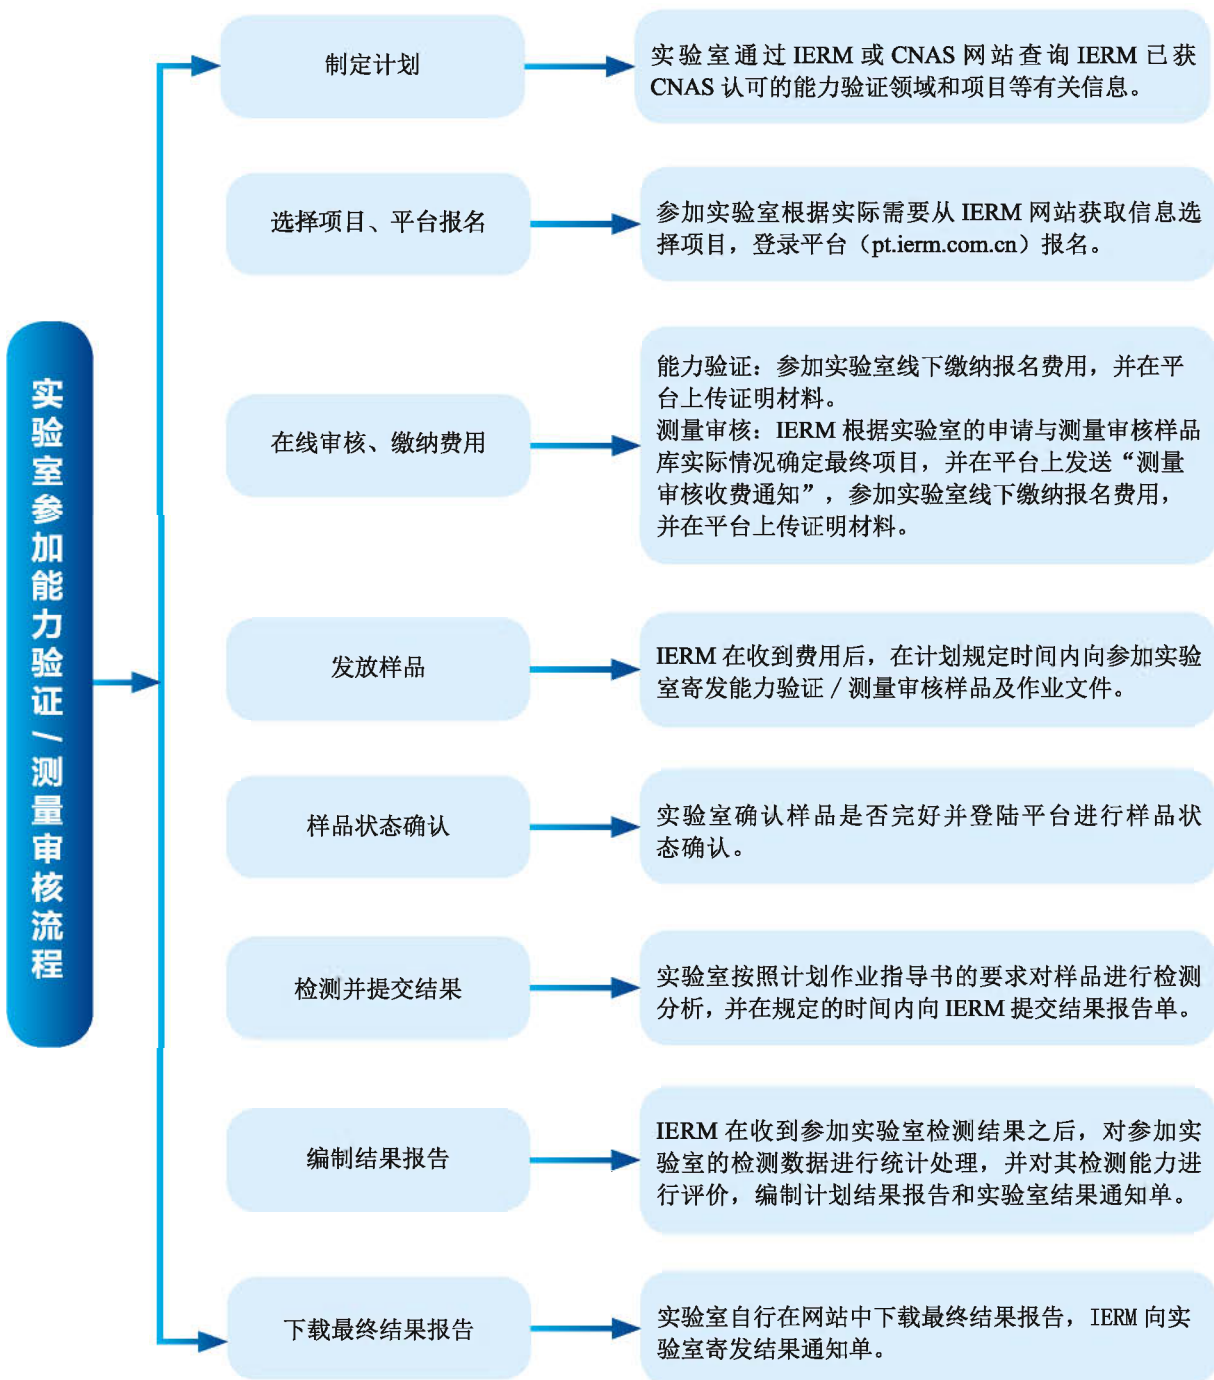 实验室参加能力验证/测量审核流程
制定计划
实验室通过 IERM 或 CNAS 网站查询 IERM 已获
CNAS 认可的能力验证领域和项目等有关信息。
选择项目、平台报名
参加实验室根据实际需要从 IERM 网站获取信息选
择项目，登录平台（pt.ierm.com.cn）报名。
在线审核、缴纳费用
能力验证：参加实验室线下缴纳报名费用，并在平
台上传证明材料。
测量审核：IERM 根据实验室的申请与测量审核样品
库实际情况确定最终项目，并在平台上发送“测量
审核收费通知”，参加实验室线下缴纳报名费用，
并在平台上传证明材料。
发放样品
IERM 在收到费用后，在计划规定时间内向参加实验
室寄发能力验证 / 测量审核样品及作业文件。
样品状态确认
实验室确认样品是否完好并登陆平台进行样品状
态确认。
检测并提交结果
实验室按照计划作业指导书的要求对样品进行检测
分析，并在规定的时间内向 IERM 提交结果报告单。
编制结果报告
IERM 在收到参加实验室检测结果之后，对参加实
验室的检测数据进行统计处理，并对其检测能力进
行评价，编制计划结果报告和实验室结果通知单。
下载最终结果报告
实验室自行在网站中下载最终结果报告，IERM 向实
验室寄发结果通知单。